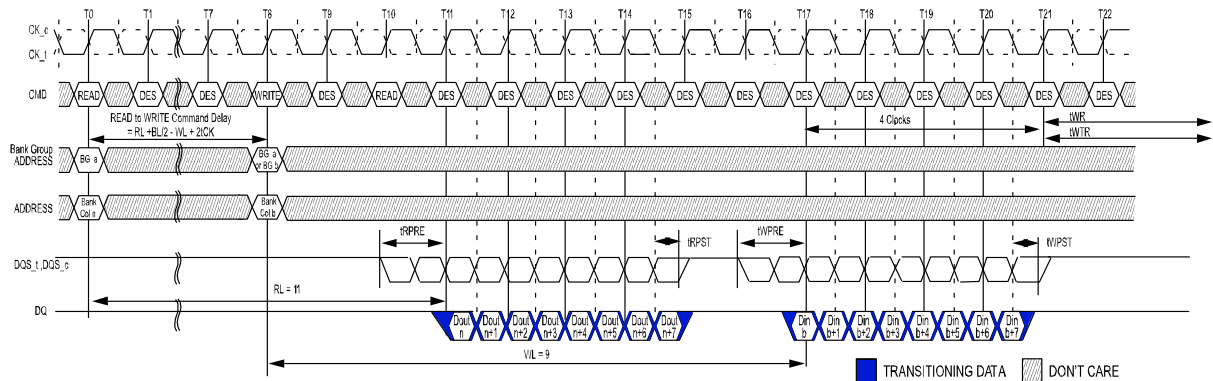 T0 T1 T7 T8 T9 T10 T11 T12 T13 T14 T15 T16 T17 T18 T19 T20 T21 T22
CK_c
CK_t
CMD READ DES DES WRITE DES READ DES DES DES DES DES DES DES DES DES DES DES DES
READ to WRITE Command Delay
= RL +BL/2 - WL + 2tCK
4 Clocks
tWR
tWTR
Bank Group
ADDRESS
BG a
BG a
or BG b
ADDRESS
Bank
Col n
Bank
Col b
tRPRE tRPST tWPRE tWPST
DQS_t ,DQS_c
RL = 11
DQ
Dout
n
Dout
n+1
Dout
n+2
Dout
n+3
Dout
n+4
Dout
n+5
Dout
n+6
Dout
n+7
Din
b
Din
b+1
Din
b+2
Din
b+3
Din
b+4
Din
b+5
Din
b+6
Din
b+7
WL = 9
TRANSITIONING DATA DON'T CARE